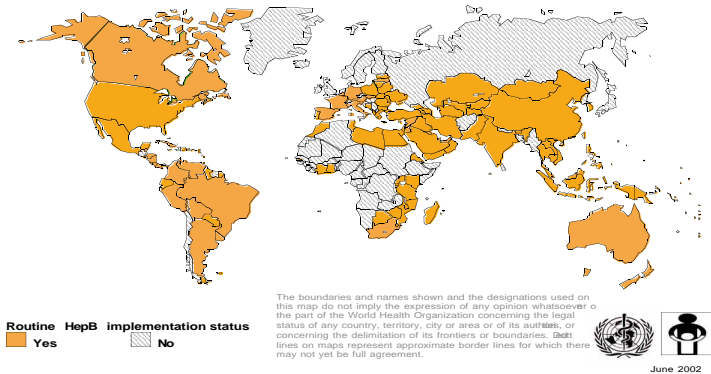 The boundaries and names shown and the designations used on
this map do not imply the expression of any opinion whatsoever o
the part of the World Health Organization concerning the legal
status of any country, territory, city or area or of its
concerning the delimitation of its frontiers or boundaries.
lines on maps represent approximate border lines for which there
may not yet be full agreement.
Routine HepB implementation status
Yes
No
June 2002